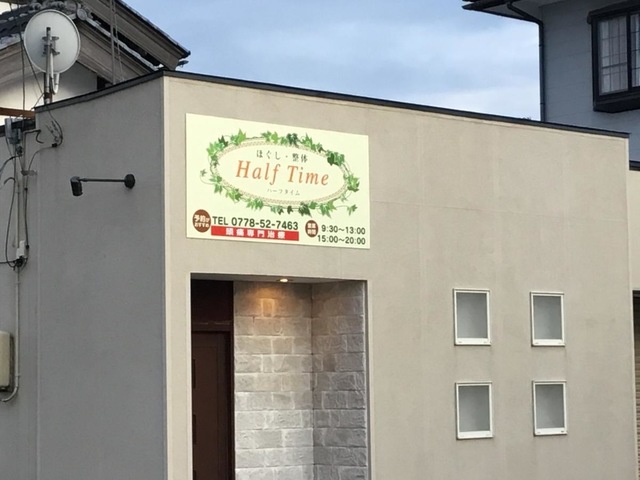 ほぐし・整体
Half Time
ハーフタイム
予約が
おすすめ
TEL 0778-52-7463
頭痛専門治療
営業
時間
9:30~13:00
15:00~20:00